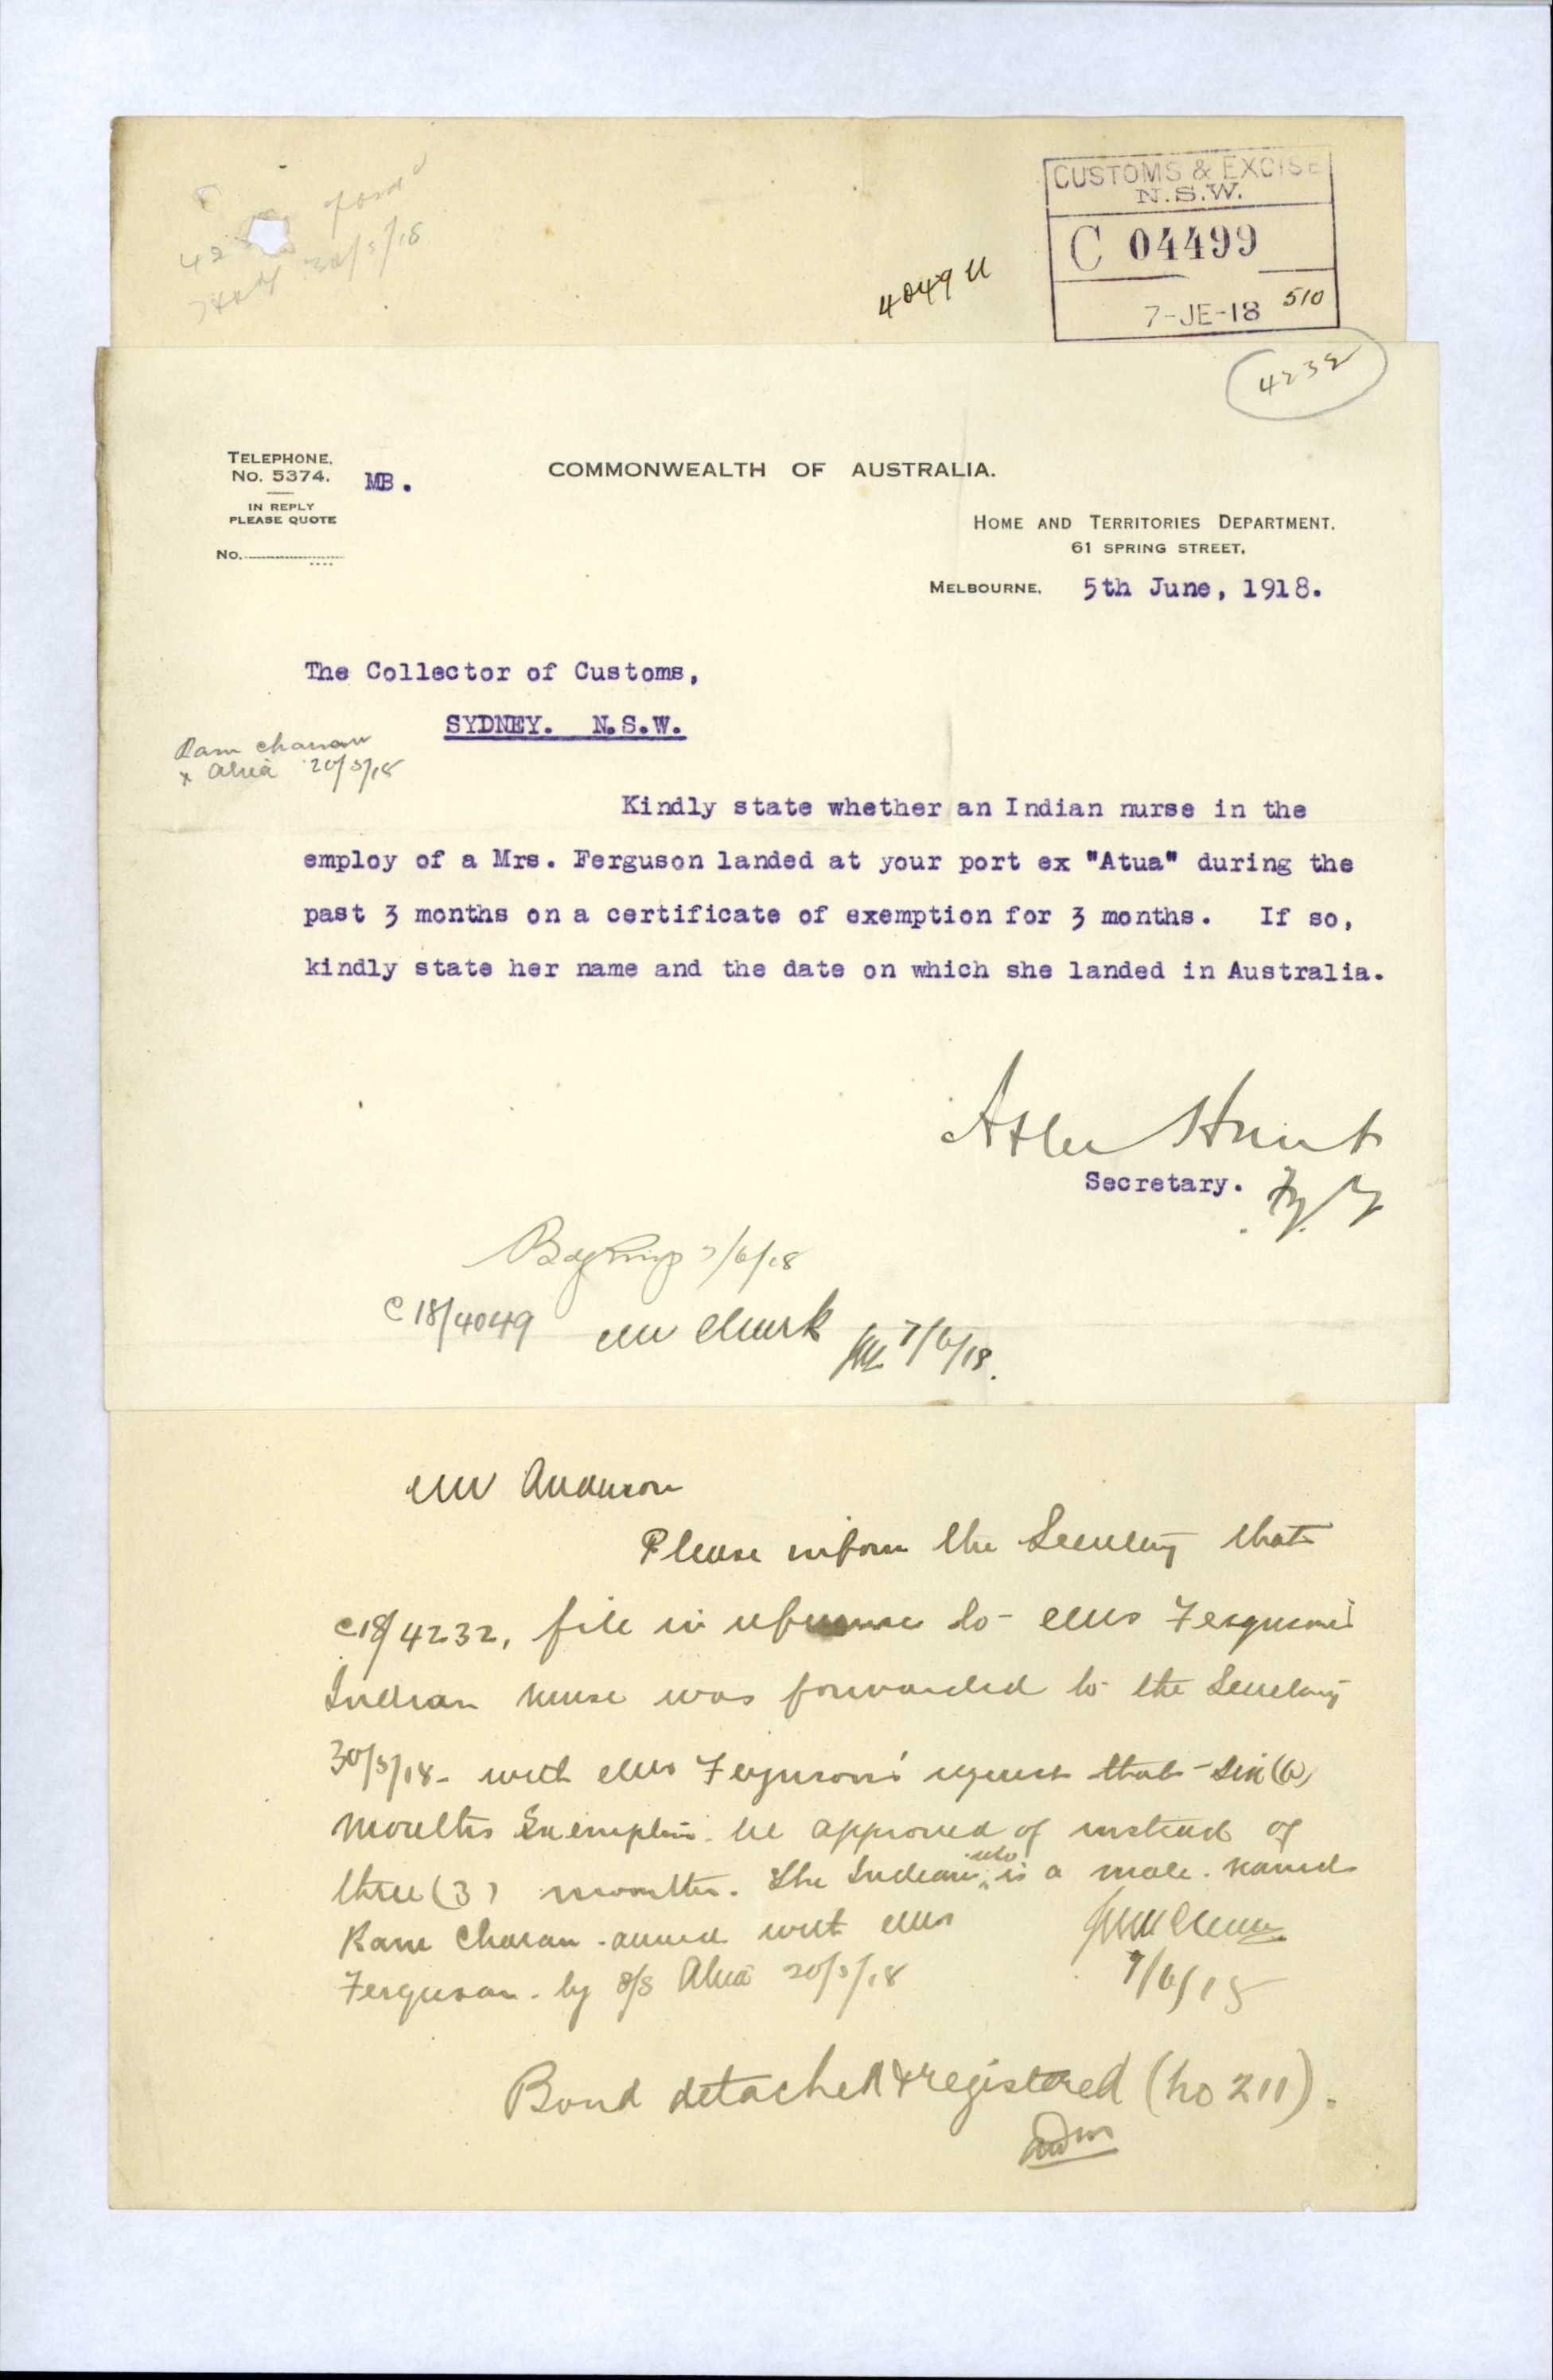 ford
30/5/18
CUSTOMS & EXCISE
N.S.W.
C 04499
7-JE-18 510
4049
4232
TELEPHONE,
No. 5374.
MB.
COMMONWEALTH OF AUSTRALIA.
IN REPLY
PLEASE QUOTE
No.
HOME AND TERRITORIES DEPARTMENT.
61 SPRING STREET,
MELBOURNE, 5th June, 1918.
The Collector of Customs,
SYDNEY. N.S.W.
Ram Charan
x Atua 20/5/18
Kindly state whether an Indian nurse in the
employ of a Mrs. Ferguson landed at your port ex "Atua" during the
past 3 months on a certificate of exemption for 3 months. If so,
kindly state her name and the date on which she landed in Australia.
Atlee Hunt
Secretary.
7/6/18
C18/4049 Mr Clark 7/6/18.
Mr Anderson
Please inform the Secretary that
C18/4232, file in reference to Mrs Ferguson's
Indian nurse was forwarded to the Secretary
30/5/18 - with Mrs Ferguson's request that - six (6)
months Exemption be approved of instead of
three (3) months. The Indian who is a male named
Ram Charan - arrived with Mrs
Ferguson - by S/S Atua 20/5/18
7/6/18
Bond detached & registered (No 211).